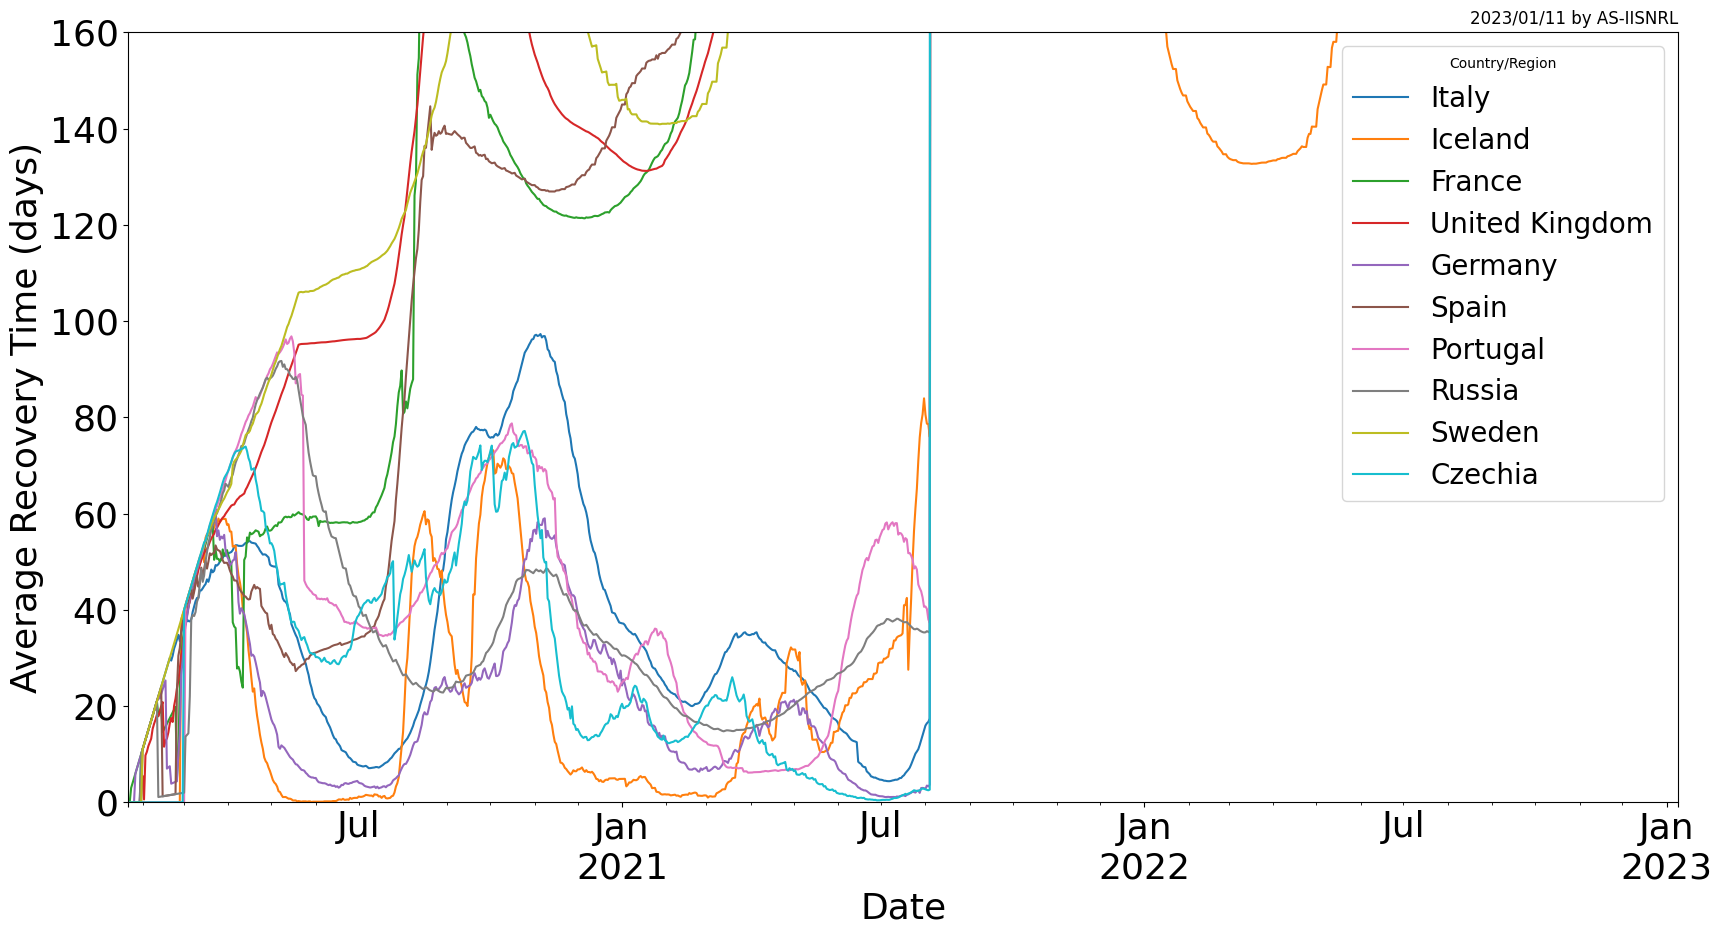 2023/01/11 by AS-IISNRL
160
140
120
100
80
60
40
20
0
Average Recovery Time (days)
Country/Region
Italy
Iceland
France
United Kingdom
Germany
Spain
Portugal
Russia
Sweden
Czechia
Jul
Jan
2021
Jul
Jan
2022
Jul
Jan
2023
Date